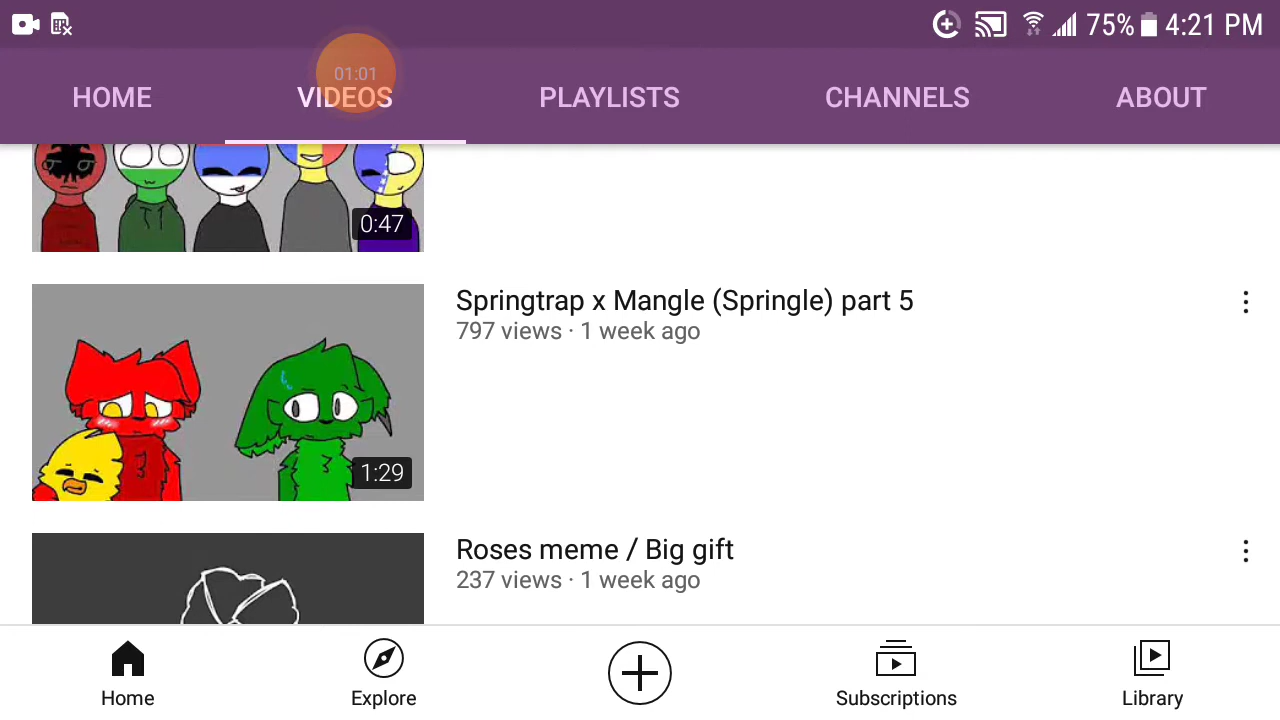 75% 4:21 PM
01:01
HOME VIDEOS PLAYLISTS CHANNELS ABOUT
0:47
Springtrap x Mangle (Springle) part 5
797 views · 1 week ago
1:29
Roses meme / Big gift
237 views · 1 week ago
Home Explore Subscriptions Library